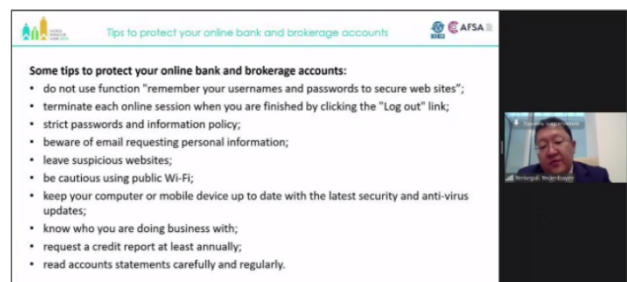 Tips to protect your online bank and brokerage accounts
AFSA
Some tips to protect your online bank and brokerage accounts:
• do not use function "remember your usernames and passwords to secure web sites";
• terminate each online session when you are finished by clicking the "Log out" link;
• strict passwords and information policy;
• beware of email requesting personal information;
• leave suspicious websites;
• be cautious using public Wi-Fi;
• keep your computer or mobile device up to date with the latest security and anti-virus
updates;
• know who you are doing business with;
• request a credit report at least annually;
• read accounts statements carefully and regularly.